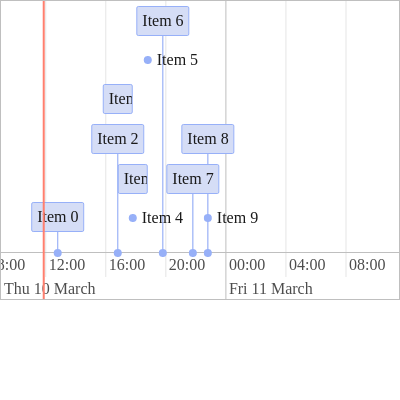 Item 6
Item 5
Item 2
Item 8
Item 7
Item 0
Item 4
Item 9
12:00
16:00
20:00
00:00
04:00
08:00
Thu 10 March
Fri 11 March